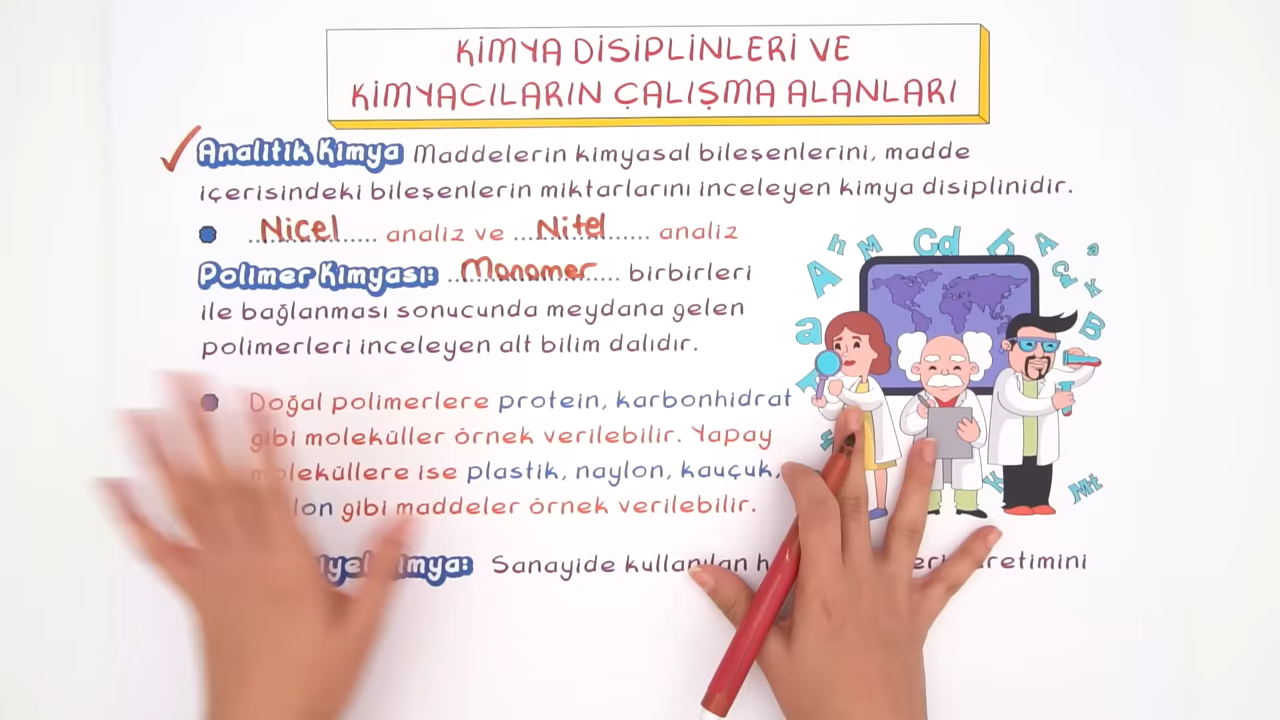 KİMYA DİSİPLİNLERİ VE
KİMYACILARIN ÇALIŞMA ALANLARI
Analitik Kimya Maddelerin kimyasal bileşenlerini, madde
içerisindeki bileşenlerin miktarlarını inceleyen kimya disiplinidir.
Nicel analiz ve Nitel analiz
Polimer Kimyası: Monomer birbirleri
ile bağlanması sonucunda meydana gelen
polimerleri inceleyen alt bilim dalıdır.
Doğal polimerlere protein, karbonhidrat
gibi moleküller örnek verilebilir. Yapay
moleküllere ise plastik, naylon, kauçuk,
gibi maddeler örnek verilebilir.
Sanayide kullanılan